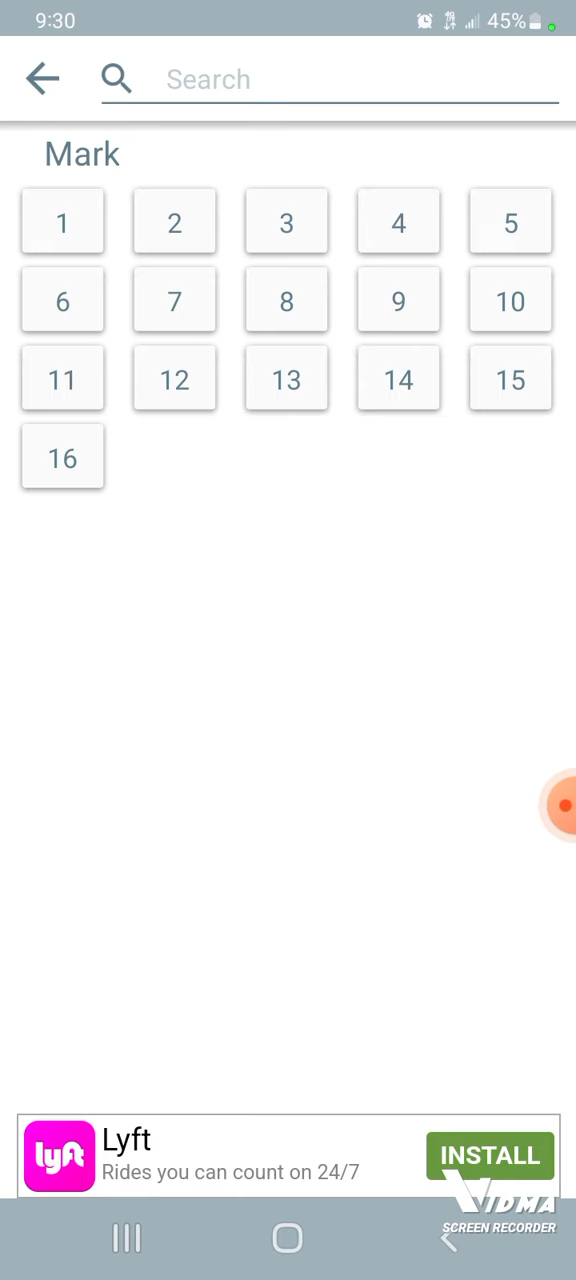 9:30 4G 45%
Search
Mark
1 2 3 4 5
6 7 8 9 10
11 12 13 14 15
16
lyft
Lyft
Rides you can count on 24/7
INSTALL
VIDMA
SCREEN RECORDER